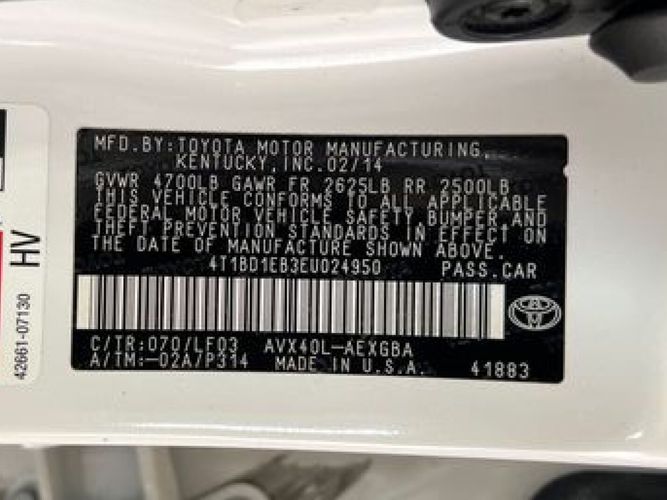 MFD. BY: TOYOTA MOTOR MANUFACTURING,
KENTUCKY, INC. 02/14
GVWR 4700LB GAWR FR 2625LB RR 2500LB
THIS VEHICLE CONFORMS TO ALL APPLICABLE
FEDERAL MOTOR VEHICLE SAFETY, BUMPER AND
THEFT PREVENTION STANDARDS IN EFFECT ON
THE DATE OF MANUFACTURE SHOWN ABOVE.
4T1BD1EB3EU024950 PASS.CAR
C/TR:070/LF03 AVX40L-AEXGBA
A/TM:-02A/P314 MADE IN U.S.A. 41883
HV
42661-07130